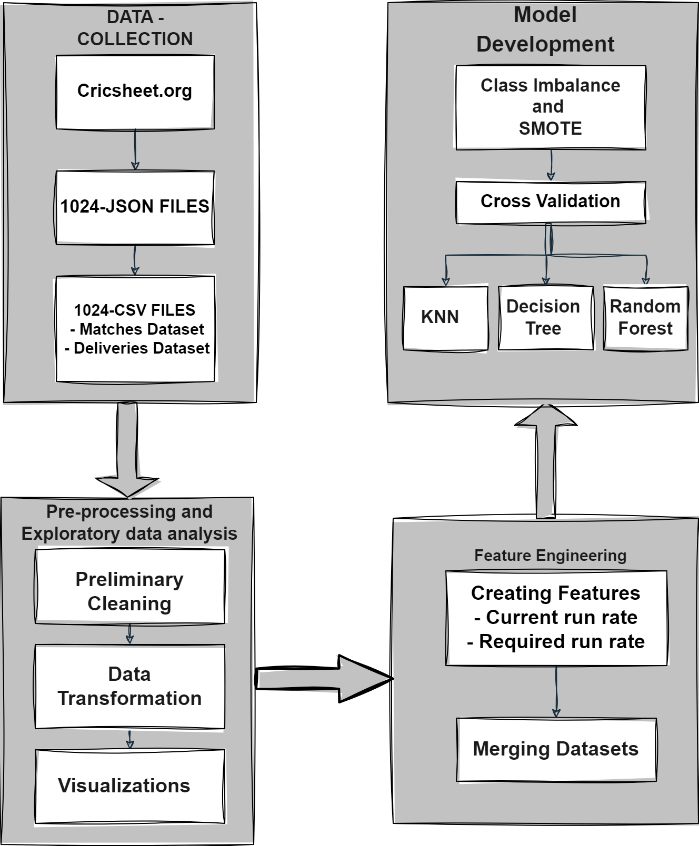 DATA -
COLLECTION
Cricsheet.org
1024-JSON FILES
1024-CSV FILES
- Matches Dataset
- Deliveries Dataset
Pre-processing and
Exploratory data analysis
Preliminary
Cleaning
Data
Transformation
Visualizations
Feature Engineering
Creating Features
- Current run rate
- Required run rate
Merging Datasets
Model
Development
Class Imbalance
and
SMOTE
Cross Validation
KNN
Decision
Tree
Random
Forest